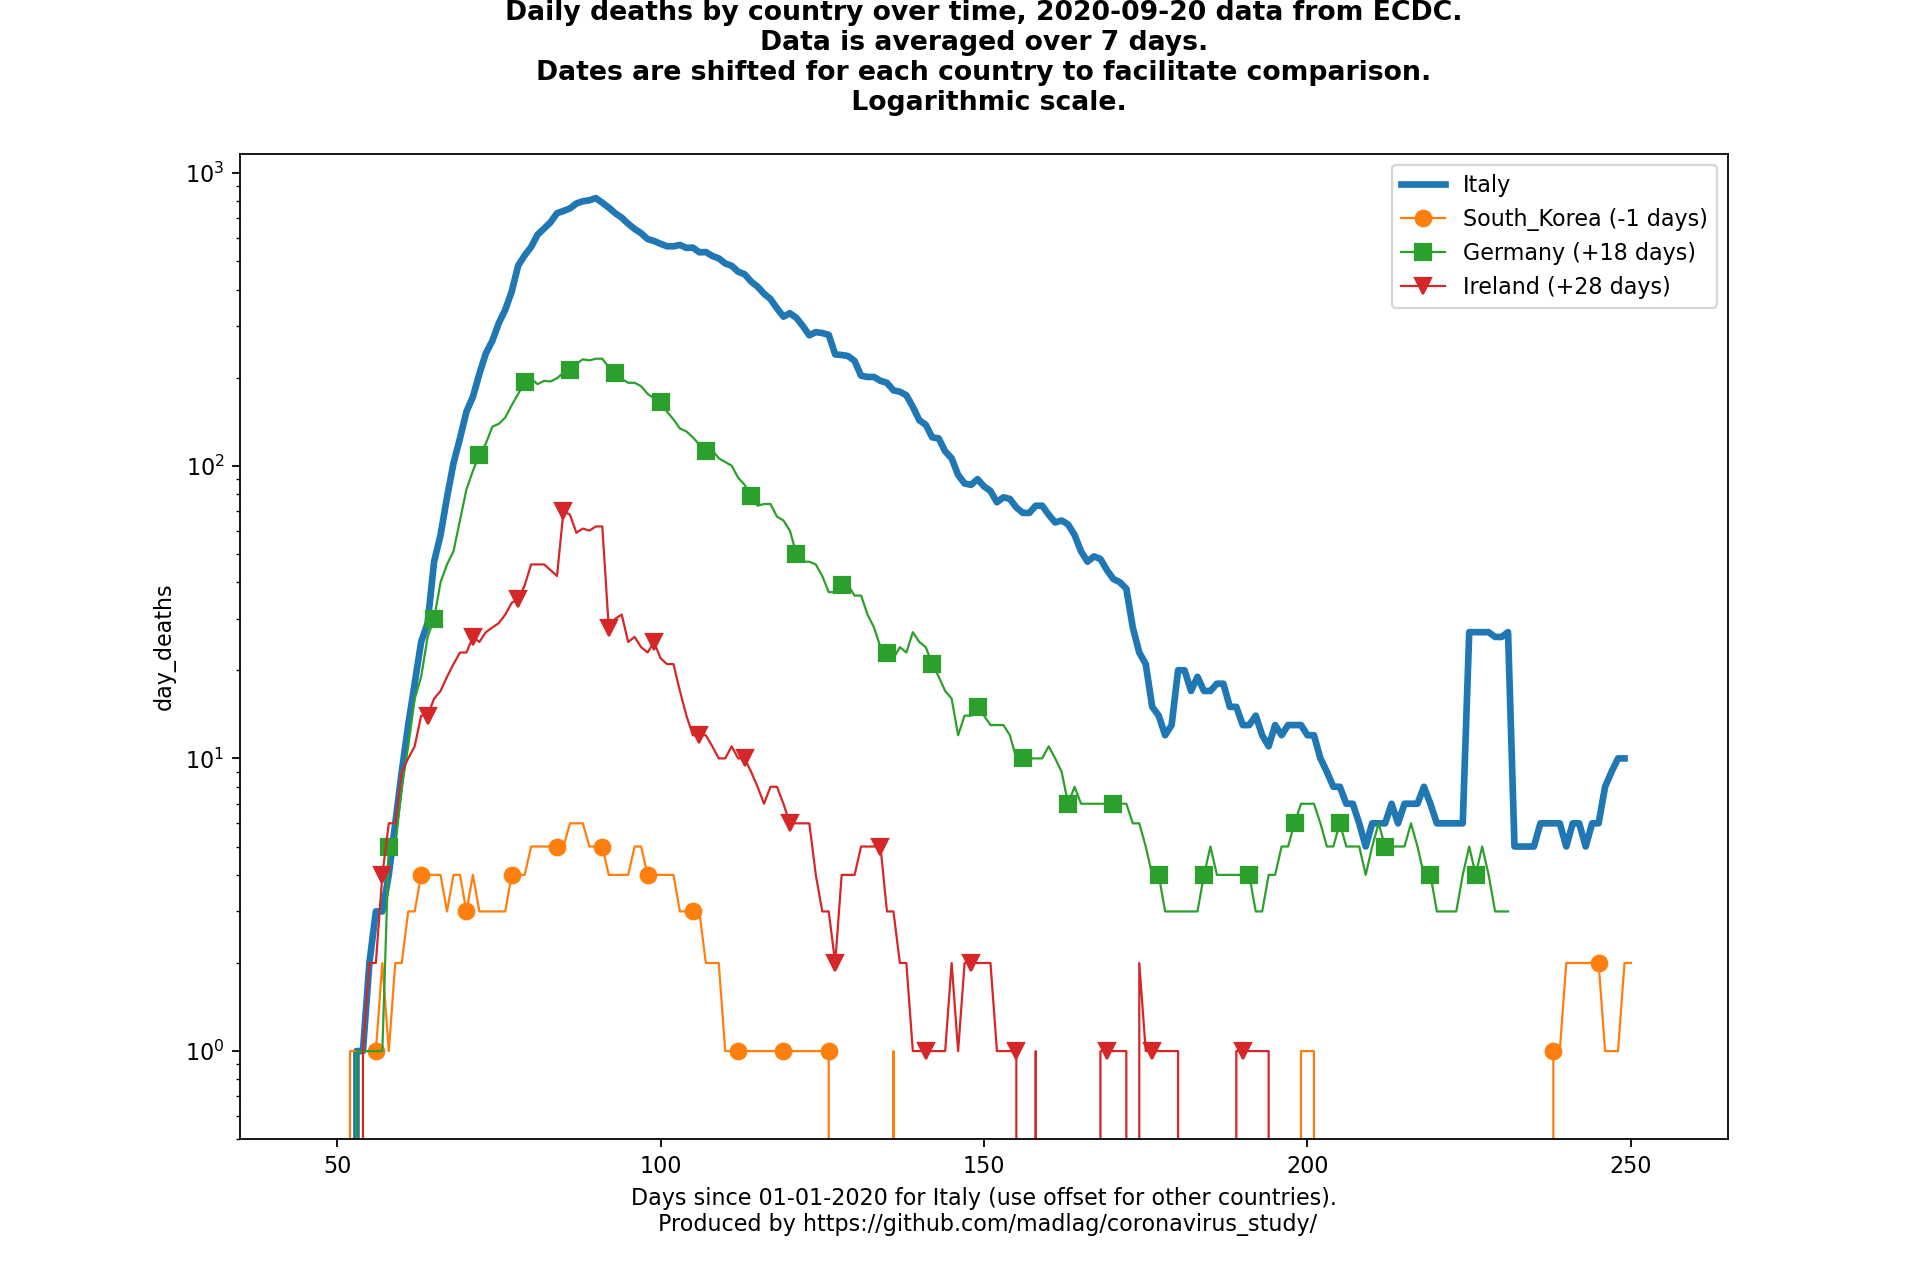 Daily deaths by country over time, 2020-09-20 data from ECDC.
Data is averaged over 7 days.
Dates are shifted for each country to facilitate comparison.
Logarithmic scale.
10³
10²
10¹
10⁰
day_deaths
Italy
South_Korea (-1 days)
Germany (+18 days)
Ireland (+28 days)
50 100 150 200 250
Days since 01-01-2020 for Italy (use offset for other countries).
Produced by https://github.com/madlag/coronavirus_study/